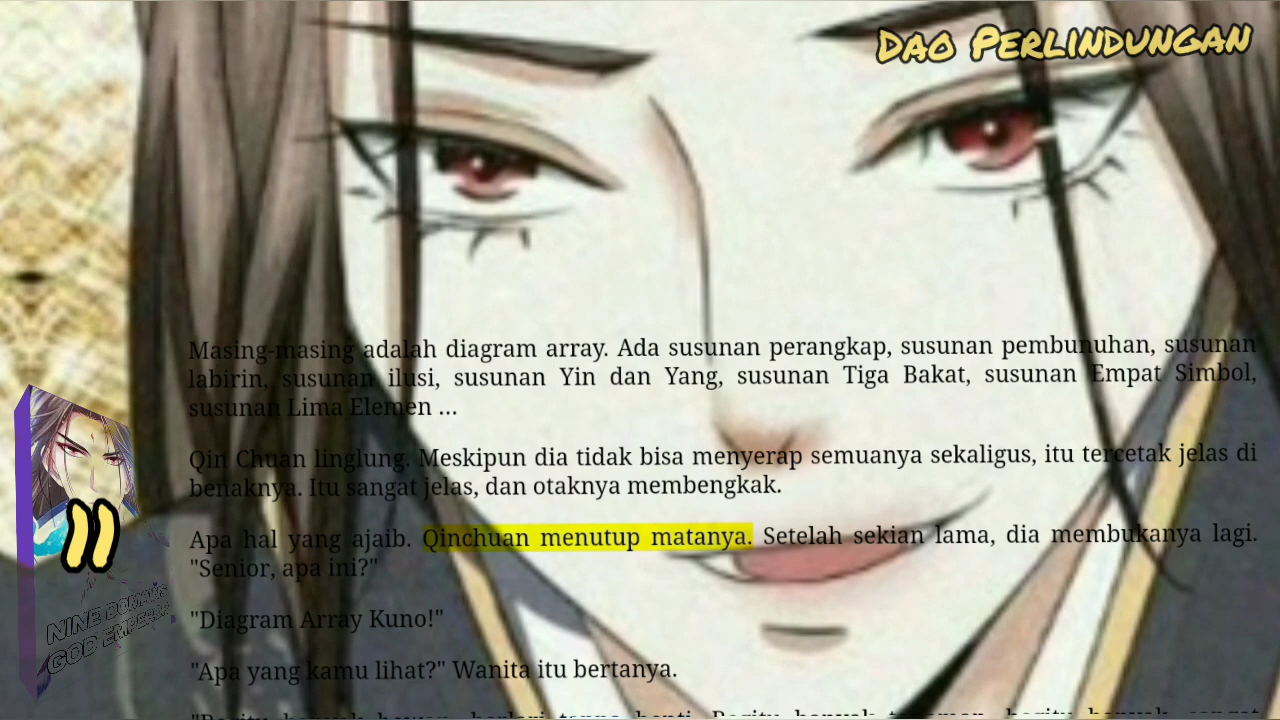 Dao Perlindungan
Masing-masing adalah diagram array. Ada susunan perangkap, susunan pembunuhan, susunan
labirin, susunan ilusi, susunan Yin dan Yang, susunan Tiga Bakat, susunan Empat Simbol,
susunan Lima Elemen ...
Qin Chuan linglung. Meskipun dia tidak bisa menyerap semuanya sekaligus, itu tercetak jelas di
benaknya. Itu sangat jelas, dan otaknya membengkak.
Apa hal yang ajaib. Qinchuan menutup matanya. Setelah sekian lama, dia membukanya lagi.
"Senior, apa ini?"
"Diagram Array Kuno!"
"Apa yang kamu lihat?" Wanita itu bertanya.
NINE
GOD EMPEROR